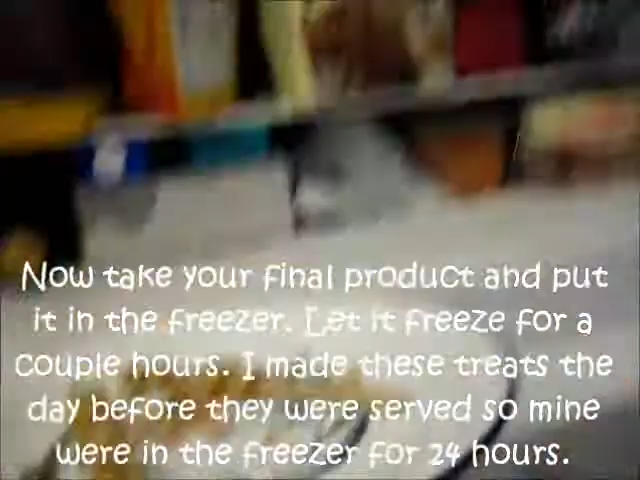 Now take your final product and put
it in the freezer. Let it freeze for a
couple hours. I made these treats the
day before they were served so mine
were in the freezer for 24 hours.